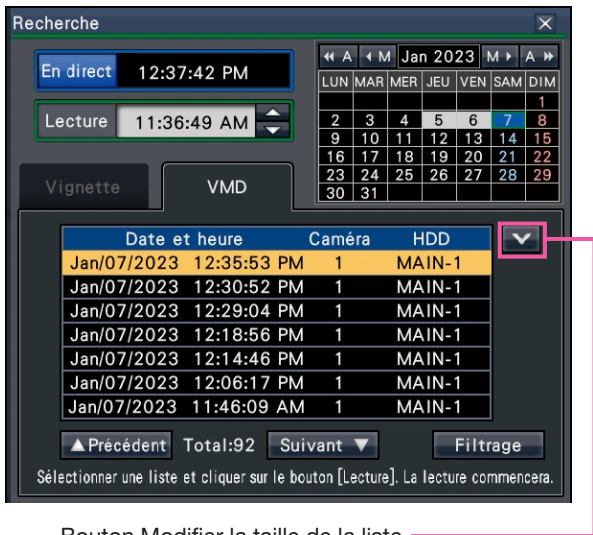 Recherche
En direct 12:37:42 PM
Lecture 11:36:49 AM
A M Jan 2023 M A
LUN MAR MER JEU VEN SAM DIM
1
2 3 4 5 6 7 8
9 10 11 12 13 14 15
16 17 18 19 20 21 22
23 24 25 26 27 28 29
30 31
Vignette VMD
Date et heure Caméra HDD
Jan/07/2023 12:35:53 PM 1 MAIN-1
Jan/07/2023 12:30:52 PM 1 MAIN-1
Jan/07/2023 12:29:04 PM 1 MAIN-1
Jan/07/2023 12:18:56 PM 1 MAIN-1
Jan/07/2023 12:14:46 PM 1 MAIN-1
Jan/07/2023 12:06:17 PM 1 MAIN-1
Jan/07/2023 11:46:09 AM 1 MAIN-1
▲Précédent Total:92 Suivant ▼ Filtrage
Sélectionner une liste et cliquer sur le bouton [Lecture]. La lecture commencera.
Bouton Modifier la taille de la liste